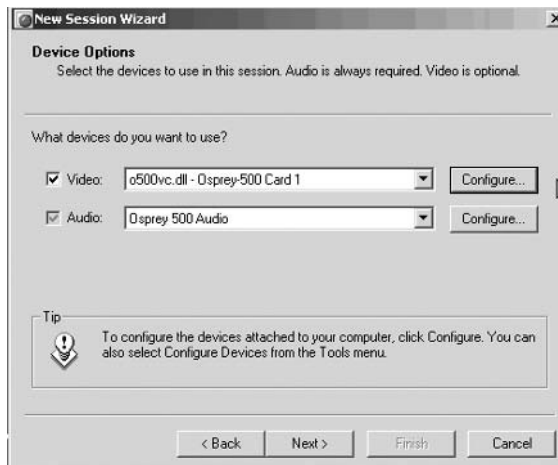 New Session Wizard
Device Options
Select the devices to use in this session. Audio is always required. Video is optional.
What devices do you want to use?
Video: o500vc.dll - Osprey-500 Card 1 Configure...
Audio: Osprey 500 Audio Configure...
Tip
To configure the devices attached to your computer, click Configure. You can
also select Configure Devices from the Tools menu.
< Back Next > Finish Cancel